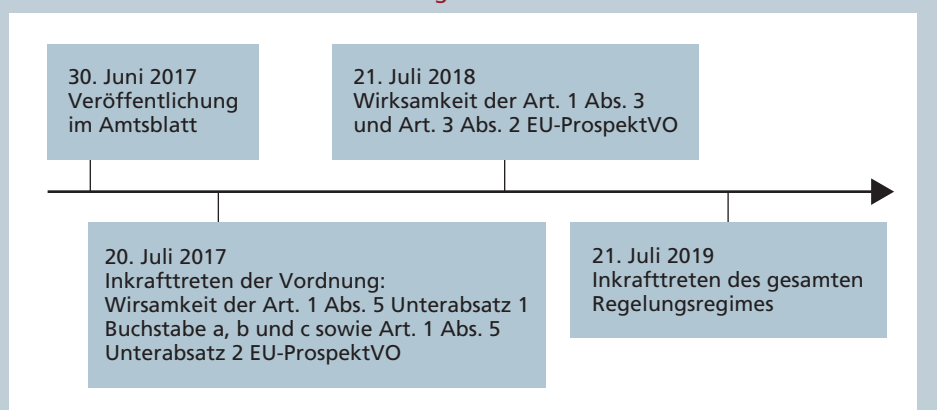 30. Juni 2017
Veröffentlichung
im Amtsblatt
21. Juli 2018
Wirksamkeit der Art. 1 Abs. 3
und Art. 3 Abs. 2 EU-ProspektVO
20. Juli 2017
Inkrafttreten der Vordnung:
Wirsamkeit der Art. 1 Abs. 5 Unterabsatz 1
Buchstabe a, b und c sowie Art. 1 Abs. 5
Unterabsatz 2 EU-ProspektVO
21. Juli 2019
Inkrafttreten des gesamten
Regelungsregimes